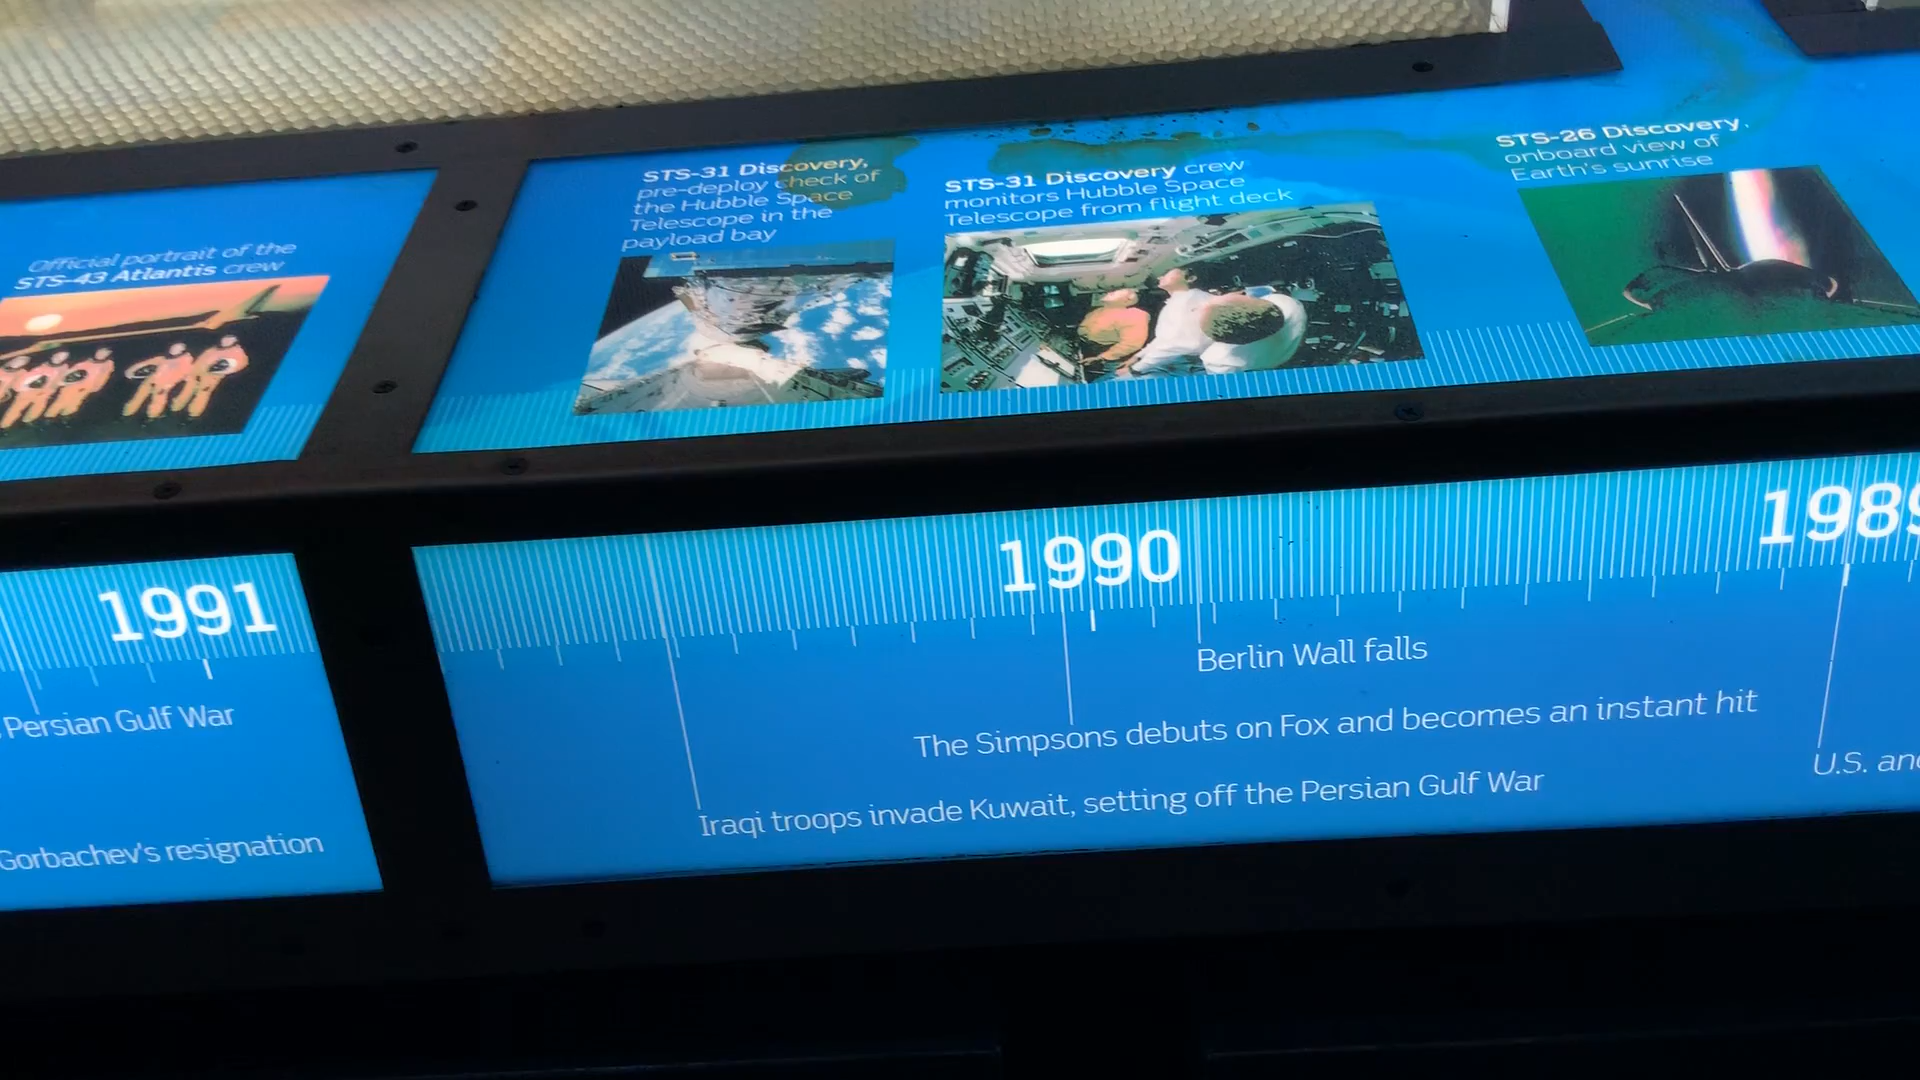 Official portrait of the
STS-43 Atlantis crew
STS-31 Discovery,
pre-deploy check of
the Hubble Space
Telescope in the
payload bay
STS-31 Discovery crew
monitors Hubble Space
Telescope from flight deck
STS-26 Discovery,
onboard view of
Earth's sunrise
1991
1990
1989
Persian Gulf War
Gorbachev's resignation
Berlin Wall falls
The Simpsons debuts on Fox and becomes an instant hit
Iraqi troops invade Kuwait, setting off the Persian Gulf War
U.S. and